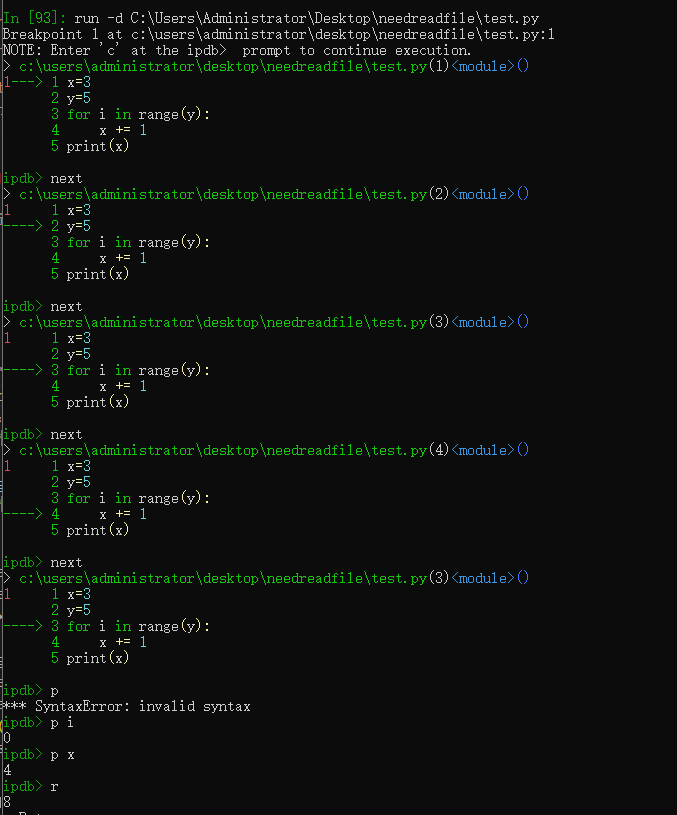 In [93]: run -d C:\Users\Administrator\Desktop\needreadfile\test.py
Breakpoint 1 at c:\users\administrator\desktop\needreadfile\test.py:1
NOTE: Enter 'c' at the ipdb>  prompt to continue execution.
> c:\users\administrator\desktop\needreadfile\test.py(1)<module>()
1---> 1 x=3
      2 y=5
      3 for i in range(y):
      4     x += 1
      5 print(x)
ipdb> next
> c:\users\administrator\desktop\needreadfile\test.py(2)<module>()
1     1 x=3
----> 2 y=5
      3 for i in range(y):
      4     x += 1
      5 print(x)
ipdb> next
> c:\users\administrator\desktop\needreadfile\test.py(3)<module>()
1     1 x=3
      2 y=5
----> 3 for i in range(y):
      4     x += 1
      5 print(x)
ipdb> next
> c:\users\administrator\desktop\needreadfile\test.py(4)<module>()
1     1 x=3
      2 y=5
      3 for i in range(y):
----> 4     x += 1
      5 print(x)
ipdb> next
> c:\users\administrator\desktop\needreadfile\test.py(3)<module>()
1     1 x=3
      2 y=5
----> 3 for i in range(y):
      4     x += 1
      5 print(x)
ipdb> p
*** SyntaxError: invalid syntax
ipdb> p i
0
ipdb> p x
4
ipdb> r
8